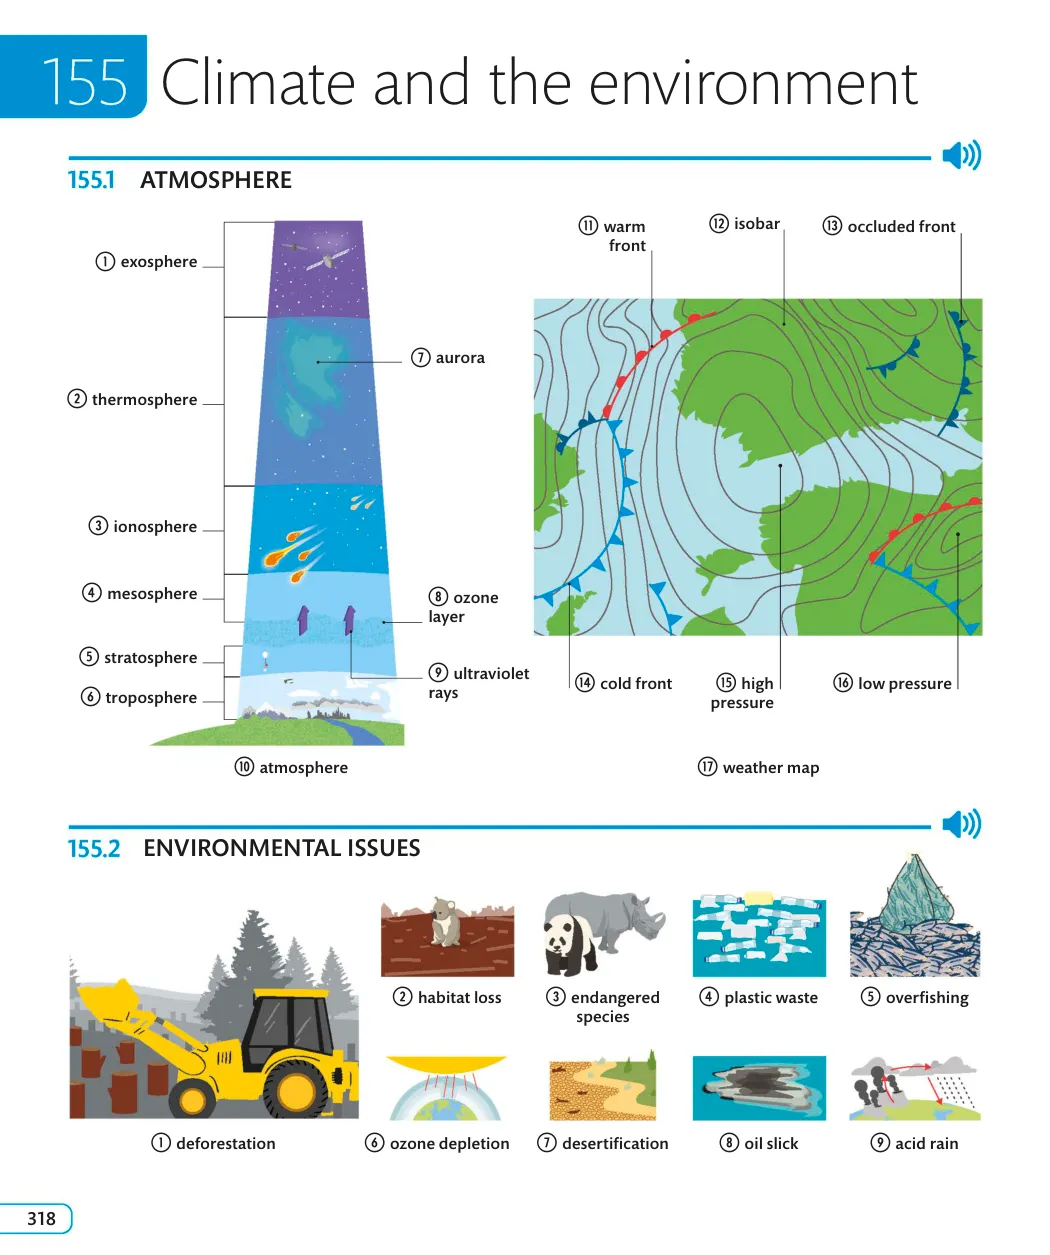 155 Climate and the environment
155.1 ATMOSPHERE
1 exosphere
2 thermosphere
3 ionosphere
4 mesosphere
5 stratosphere
6 troposphere
7 aurora
8 ozone
layer
9 ultraviolet
rays
10 atmosphere
11 warm
front
12 isobar
13 occluded front
14 cold front
15 high
pressure
16 low pressure
17 weather map
155.2 ENVIRONMENTAL ISSUES
1 deforestation
2 habitat loss
3 endangered
species
4 plastic waste
5 overfishing
6 ozone depletion
7 desertification
8 oil slick
9 acid rain
318